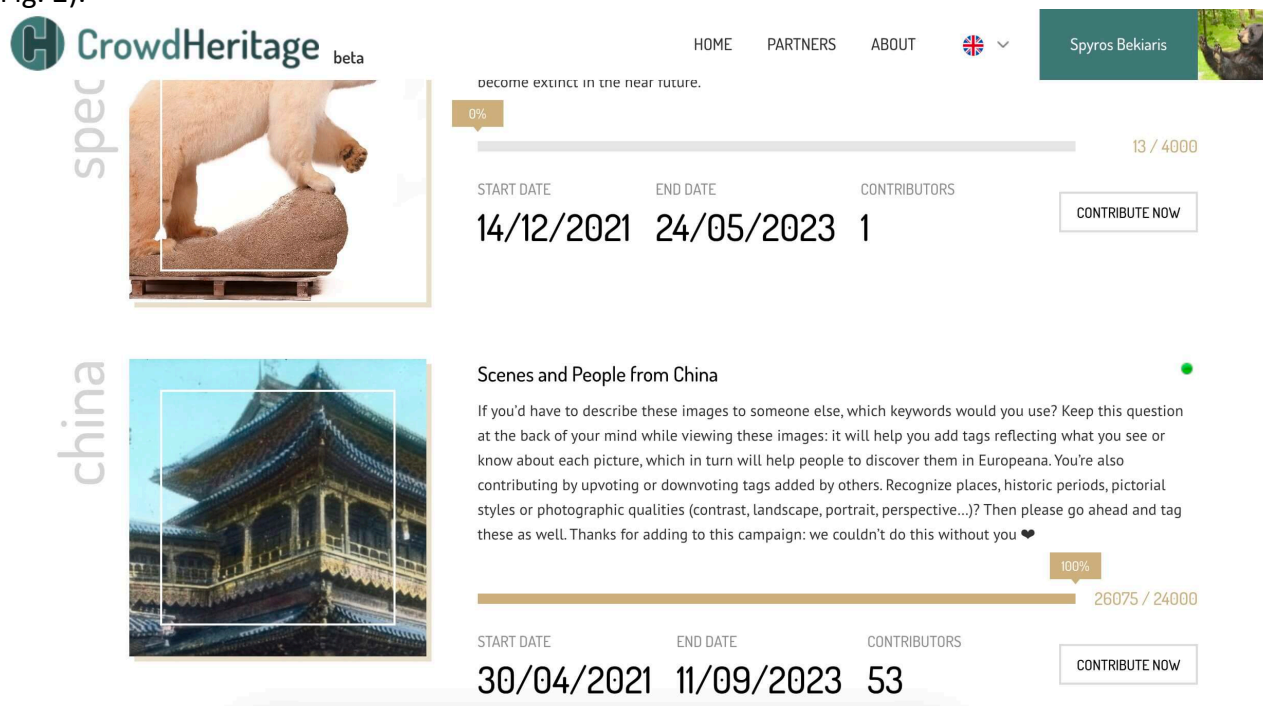 CrowdHeritage beta
HOME PARTNERS ABOUT Spyros Bekiaris
spec
become extinct in the near future.
0%
13 / 4000
START DATE END DATE CONTRIBUTORS
14/12/2021 24/05/2023 1
CONTRIBUTE NOW
china
Scenes and People from China
If you'd have to describe these images to someone else, which keywords would you use? Keep this question
at the back of your mind while viewing these images: it will help you add tags reflecting what you see or
know about each picture, which in turn will help people to discover them in Europeana. You're also
contributing by upvoting or downvoting tags added by others. Recognize places, historic periods, pictorial
styles or photographic qualities (contrast, landscape, portrait, perspective...)? Then please go ahead and tag
these as well. Thanks for adding to this campaign: we couldn't do this without you ❤
100%
26075 / 24000
START DATE END DATE CONTRIBUTORS
30/04/2021 11/09/2023 53
CONTRIBUTE NOW